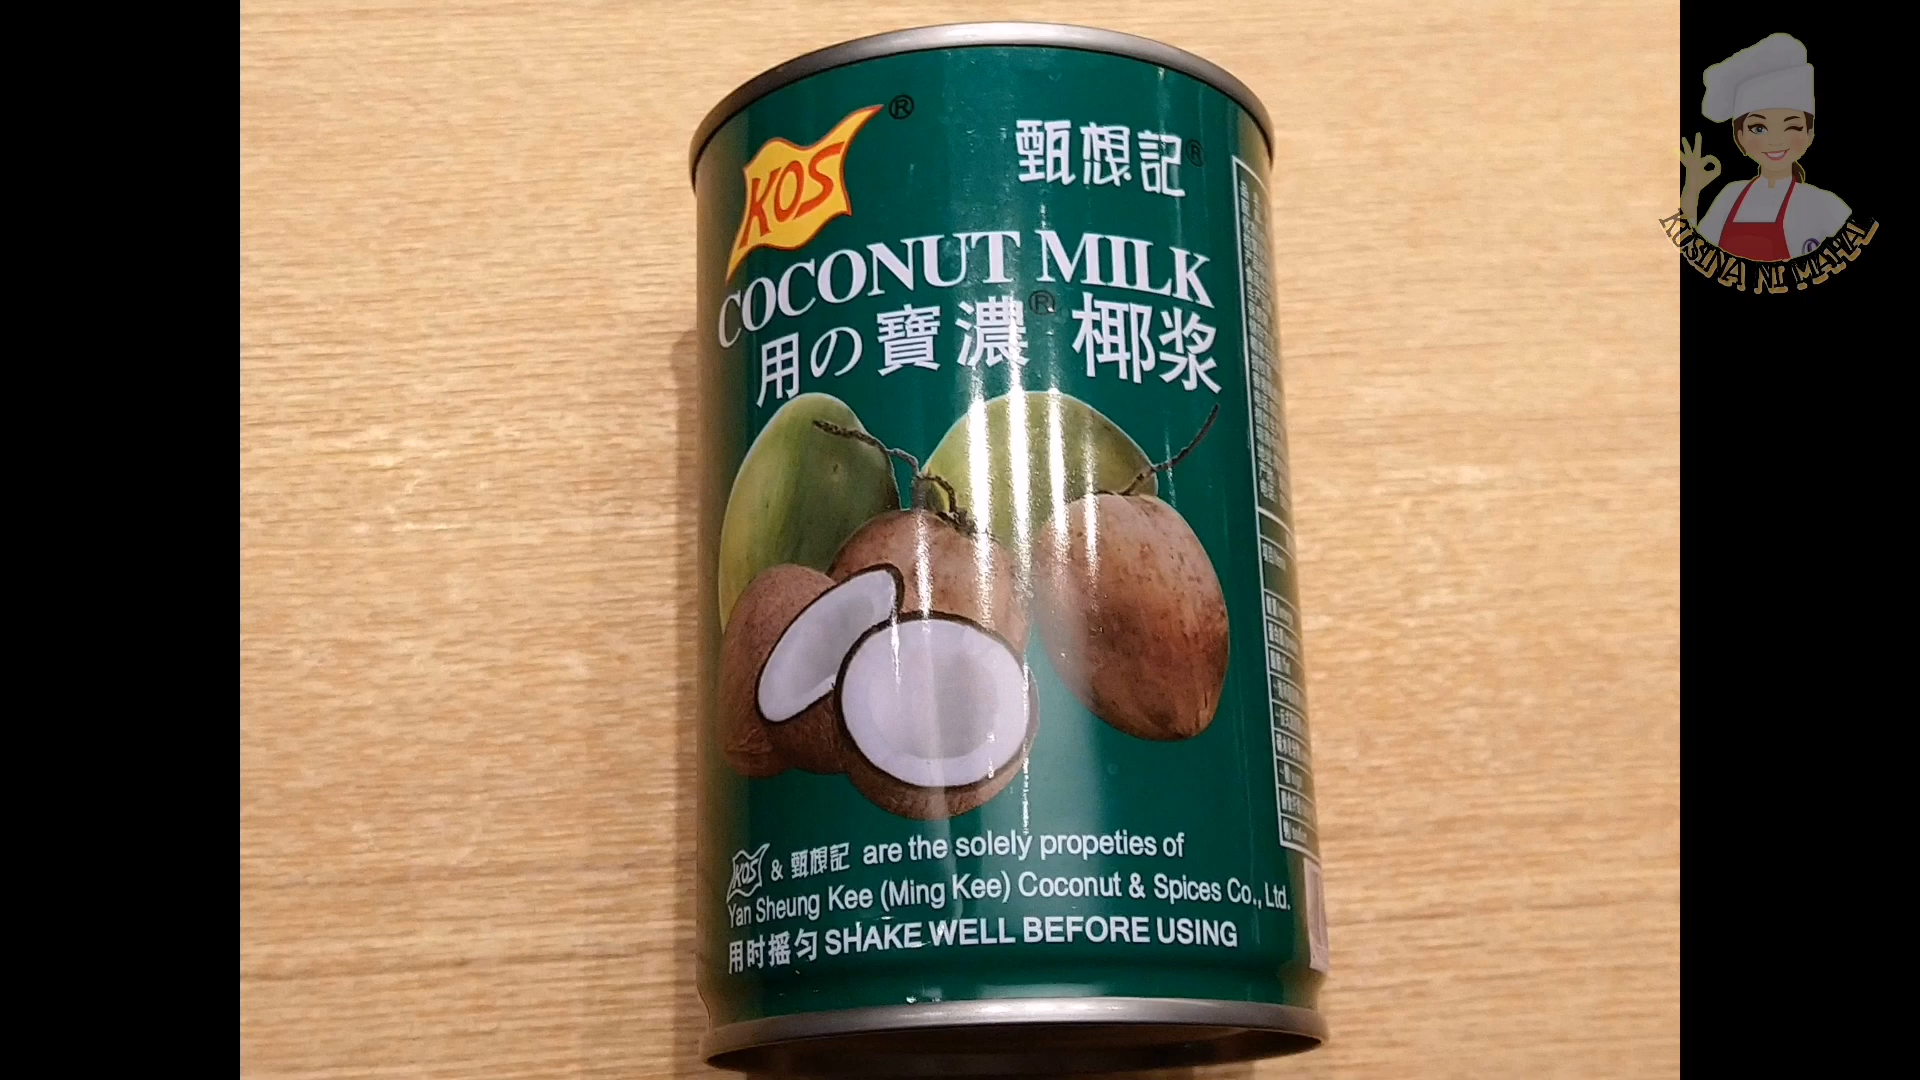 KOS®
甄想記®
COCONUT MILK
用の寶濃® 椰浆
KOS & 甄想記 are the solely propeties of
Yan Sheung Kee (Ming Kee) Coconut & Spices Co., Ltd.
用时摇匀 SHAKE WELL BEFORE USING
KUSINA NI MAHAL